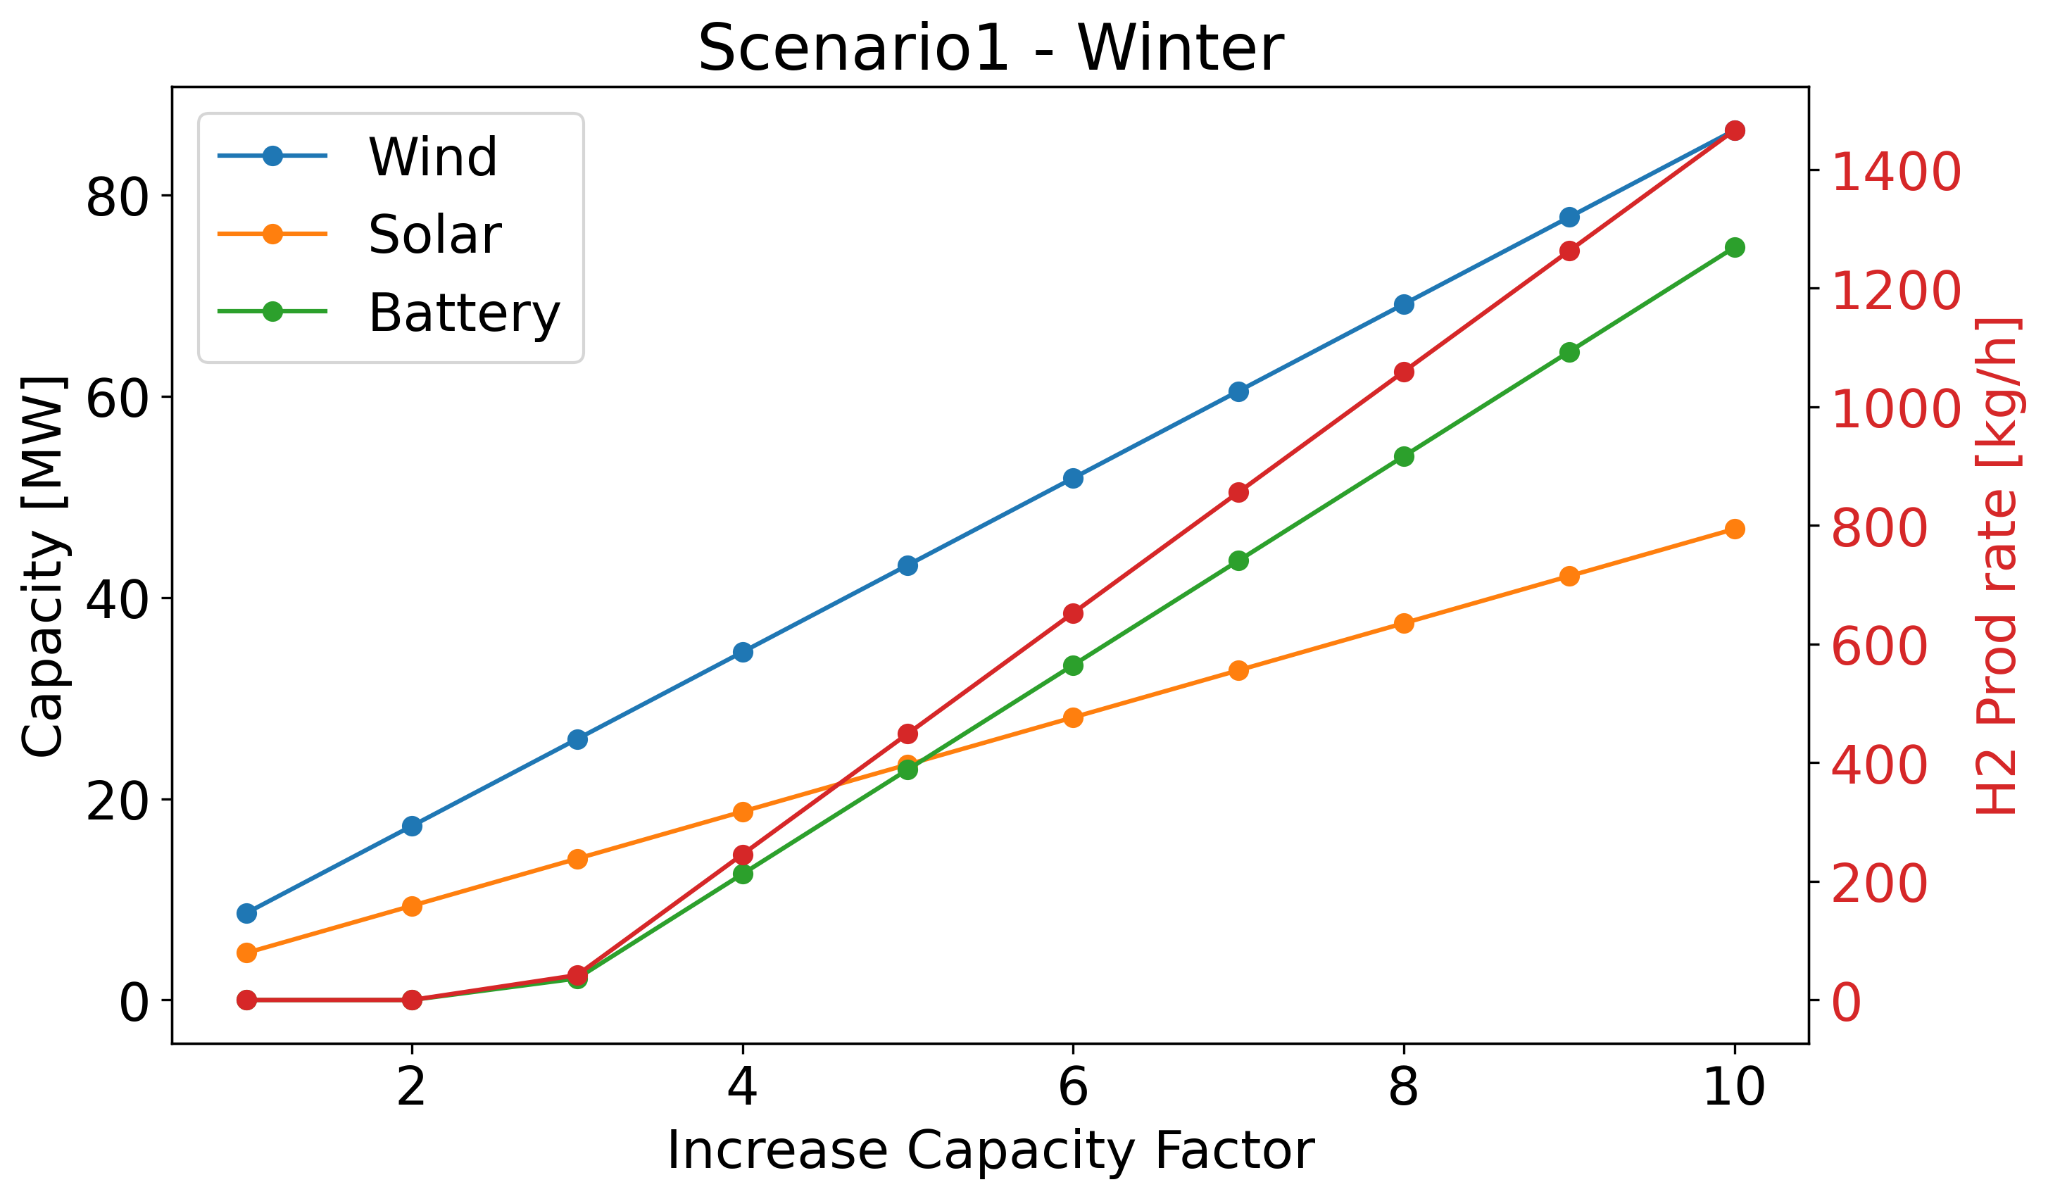 Scenario1 - Winter
Wind
Solar
Battery
Capacity [MW]
80
60
40
20
0
1400
1200
1000
800
600
400
200
0
H2 Prod rate [kg/h]
2 4 6 8 10
Increase Capacity Factor